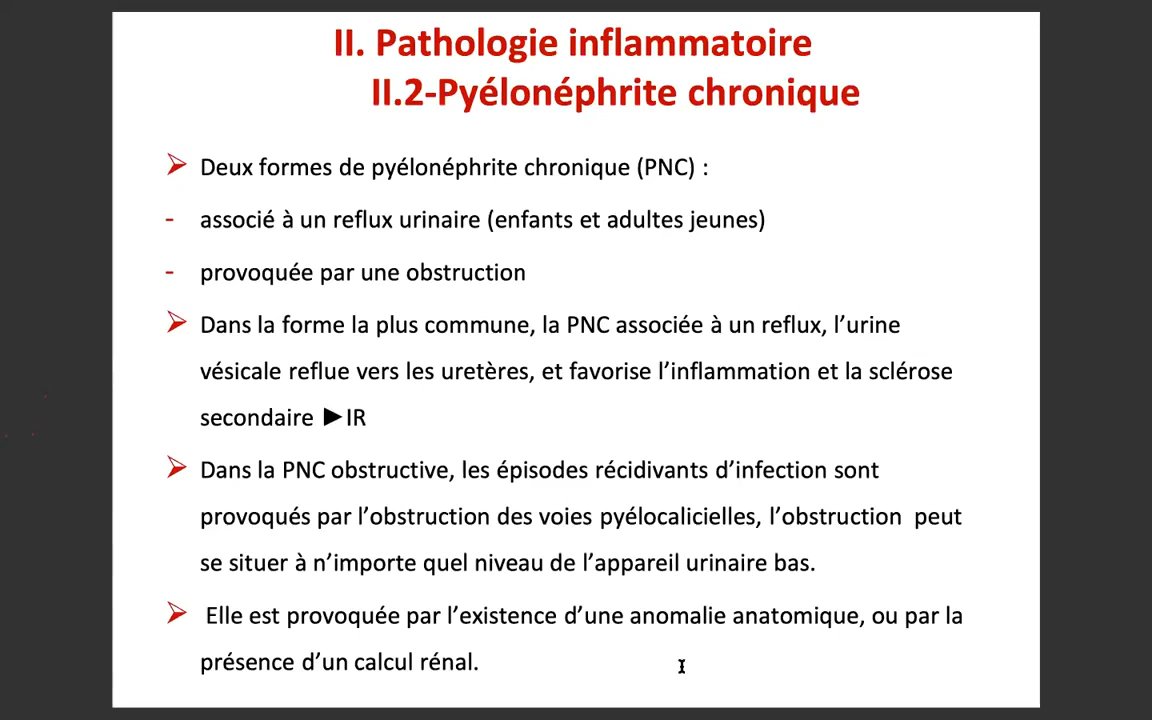 II. Pathologie inflammatoire
II.2-Pyélonéphrite chronique
➢ Deux formes de pyélonéphrite chronique (PNC) :
- associé à un reflux urinaire (enfants et adultes jeunes)
- provoquée par une obstruction
➢ Dans la forme la plus commune, la PNC associée à un reflux, l’urine
vésicale reflue vers les uretères, et favorise l’inflammation et la sclérose
secondaire ►IR
➢ Dans la PNC obstructive, les épisodes récidivants d’infection sont
provoqués par l’obstruction des voies pyélocalicielles, l’obstruction peut
se situer à n’importe quel niveau de l’appareil urinaire bas.
➢ Elle est provoquée par l’existence d’une anomalie anatomique, ou par la
présence d’un calcul rénal.